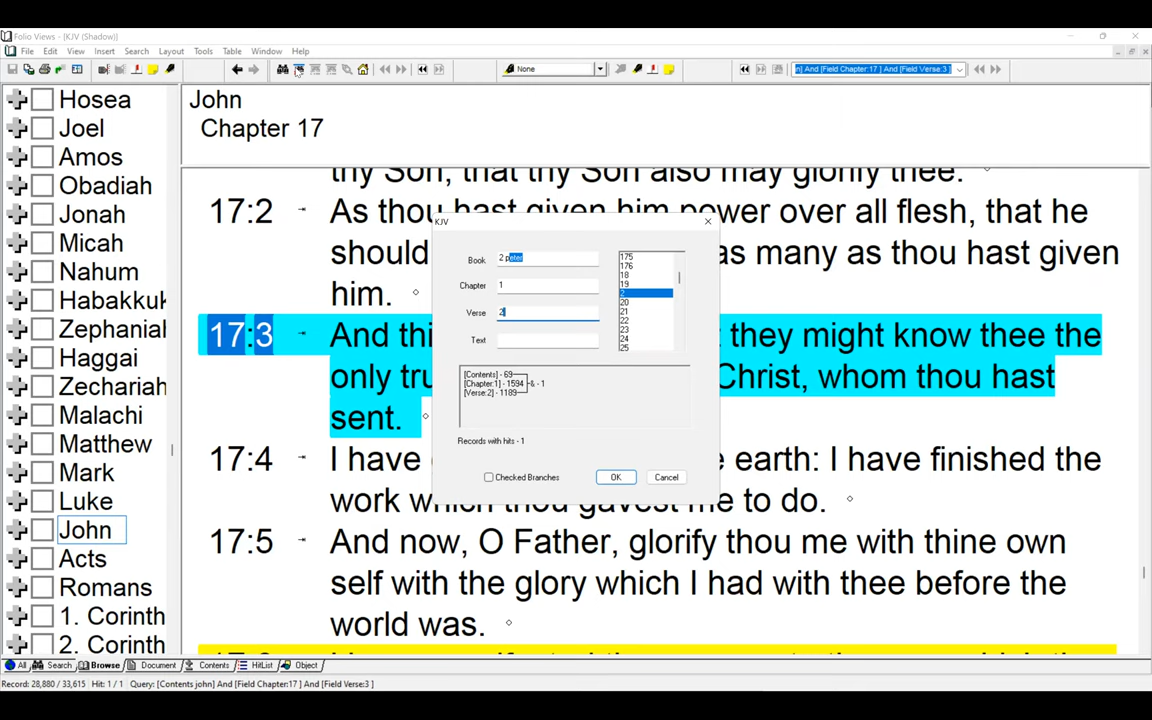 Folio Views - [KJV (Shadow)]
File Edit View Insert Search Layout Tools Table Window Help
None
n] And [Field Chapter:17 ] And [Field Verse:3 ]
Hosea
Joel
Amos
Obadiah
Jonah
Micah
Nahum
Habakkuk
Zephaniah
Haggai
Zechariah
Malachi
Matthew
Mark
Luke
John
Acts
Romans
1. Corinth
2. Corinth
John
Chapter 17
thy Son, that thy Son also may glorify thee.
17:2 As thou hast given him power over all flesh, that he
should as many as thou hast given
him.
17:3 And thi they might know thee the
only tru Christ, whom thou hast
sent.
17:4 I have e earth: I have finished the
work which thou gavest me to do.
17:5 And now, O Father, glorify thou me with thine own
self with the glory which I had with thee before the
world was.
KJV
Book 2 peter
Chapter 1
Verse 2
Text
175
176
18
19
2
20
21
22
23
24
25
[Contents] - 69
[Chapter:1] - 1594 & - 1
[Verse:2] - 1189
Records with hits - 1
Checked Branches OK Cancel
All Search Browse Document Contents HitList Object
Record: 28,880 / 33,615 Hit: 1 / 1 Query: [Contents john] And [Field Chapter:17 ] And [Field Verse:3 ]